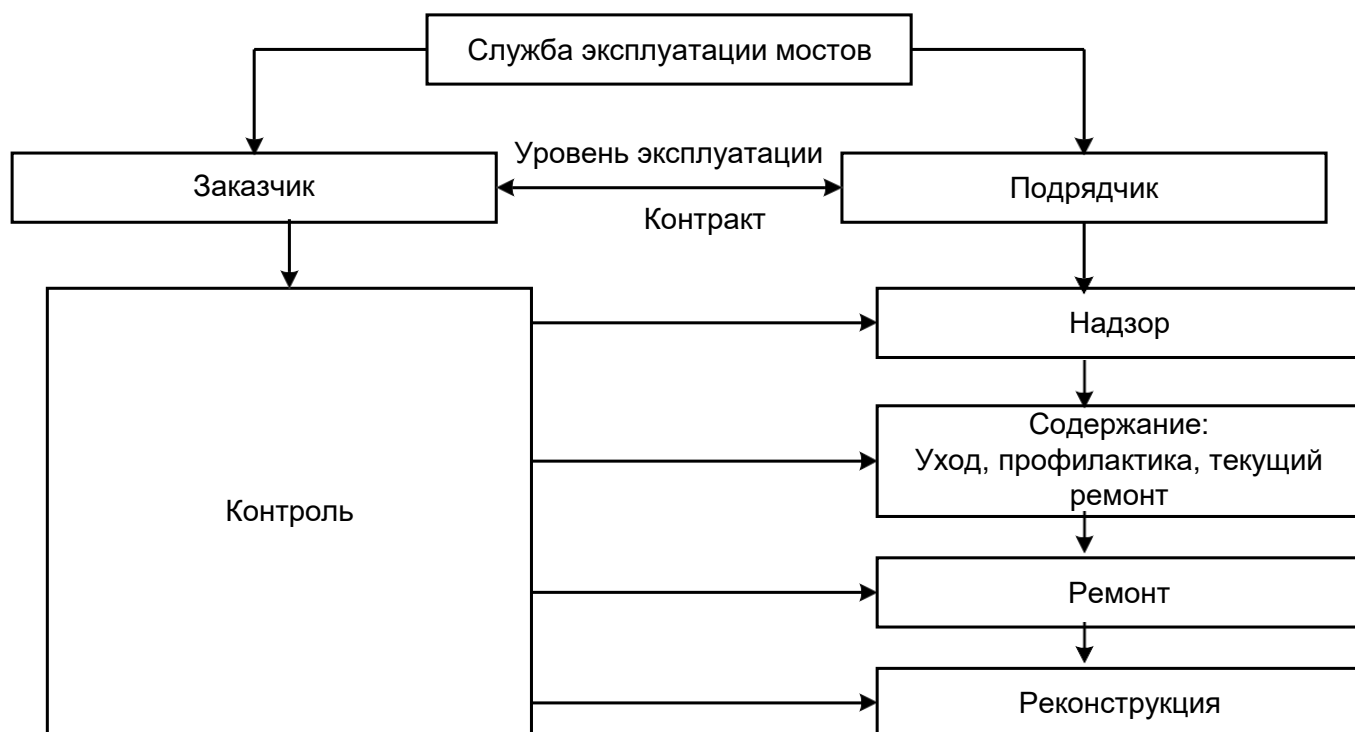 Служба эксплуатации мостов
Уровень эксплуатации
Заказчик
Подрядчик
Контракт
Надзор
Содержание:
Уход, профилактика, текущий
ремонт
Контроль
Ремонт
Реконструкция